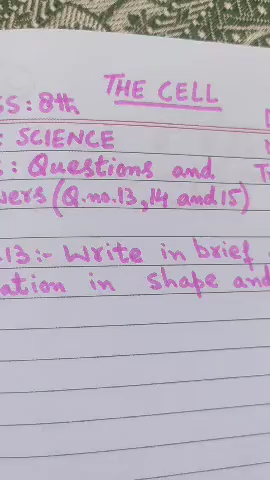 THE CELL
SS: 8th
: SCIENCE
: Questions and
wers (Q.no.13, 14 and 15)
.13:- Write in brief
ation in shape and